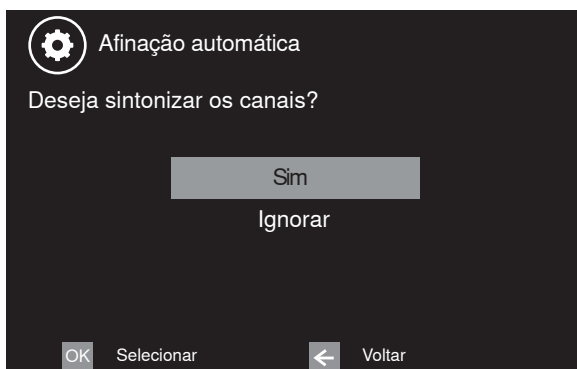 Afinação automática
Deseja sintonizar os canais?
Sim
Ignorar
OK Selecionar Voltar